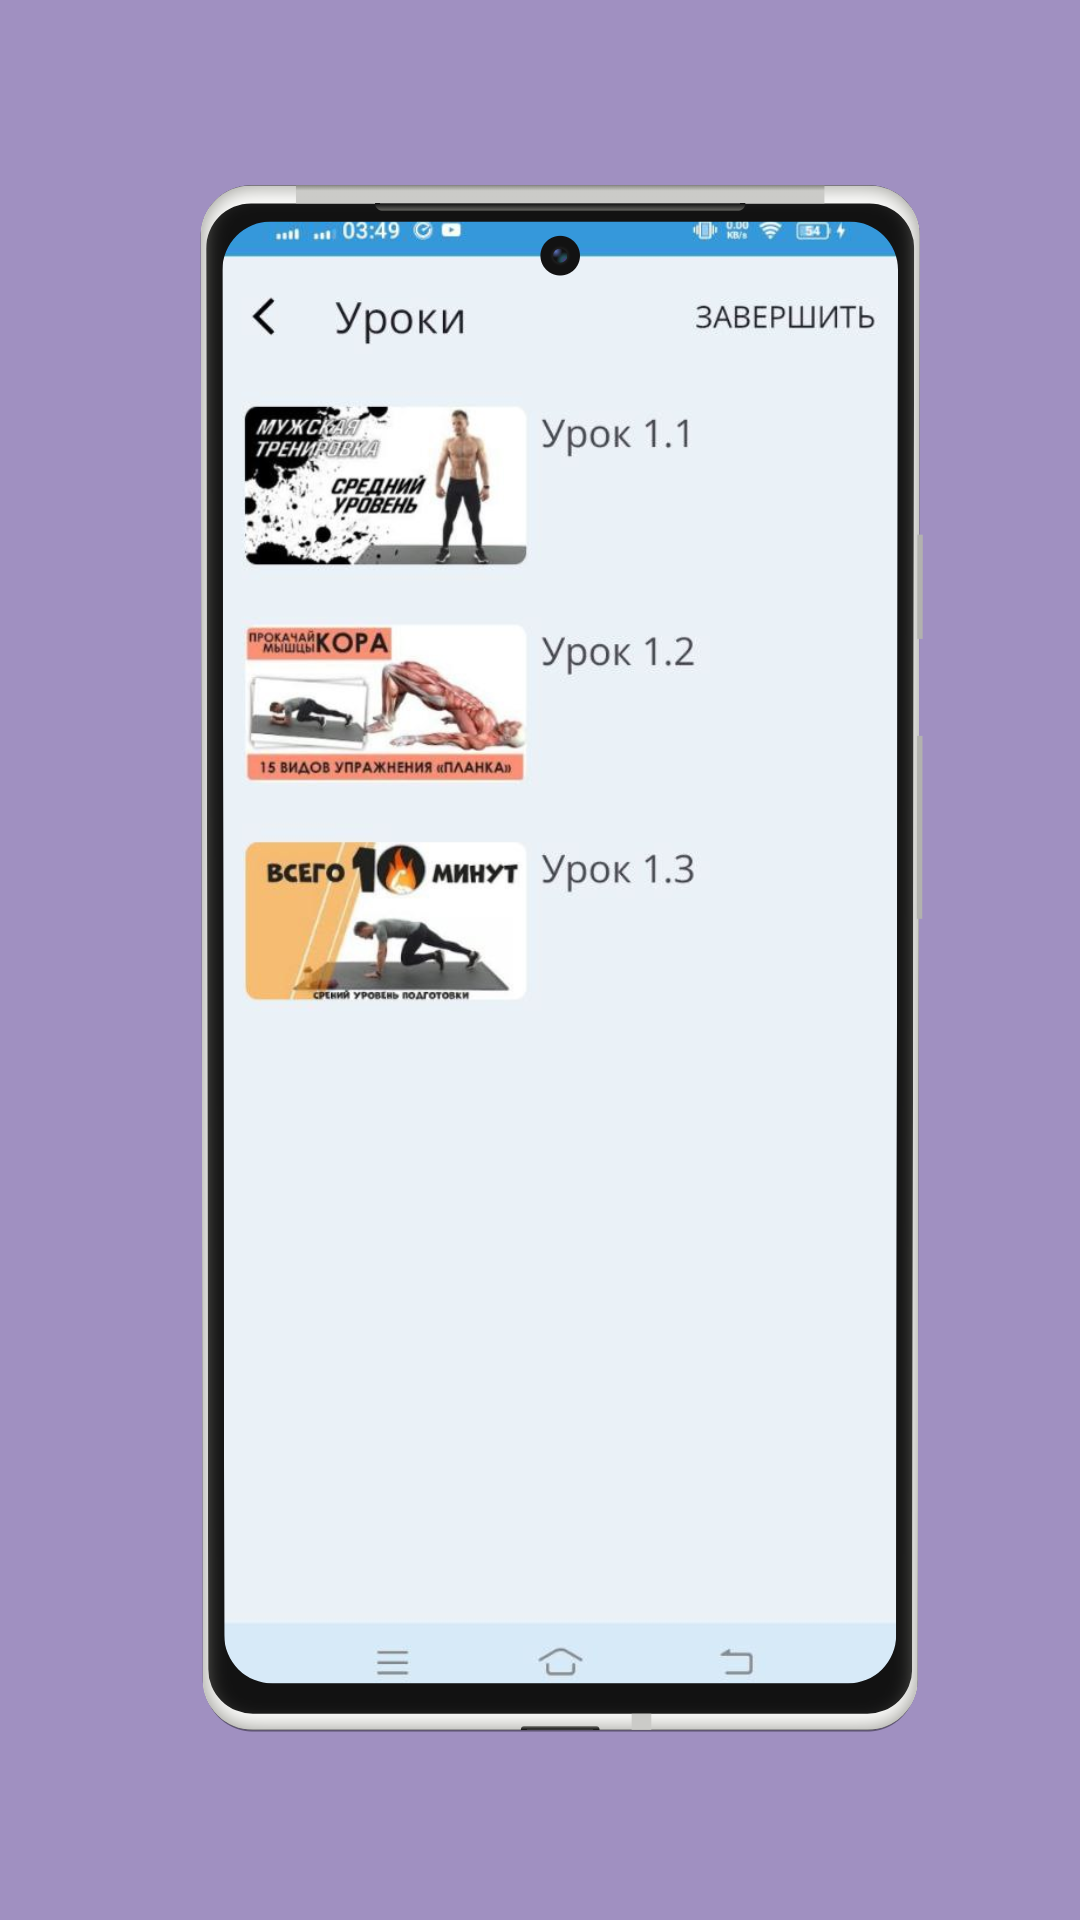 03:49
0.00
KB/s
54
Уроки
ЗАВЕРШИТЬ
МУЖСКАЯ
ТРЕНИРОВКА
СРЕДНИЙ
УРОВЕНЬ
Урок 1.1
ПРОКАЧАЙ
МЫШЦЫ КОРА
15 ВИДОВ УПРАЖНЕНИЯ «ПЛАНКА»
Урок 1.2
ВСЕГО 10 МИНУТ
СРЕНИЙ УРОВЕНЬ ПОДГОТОВКИ
Урок 1.3